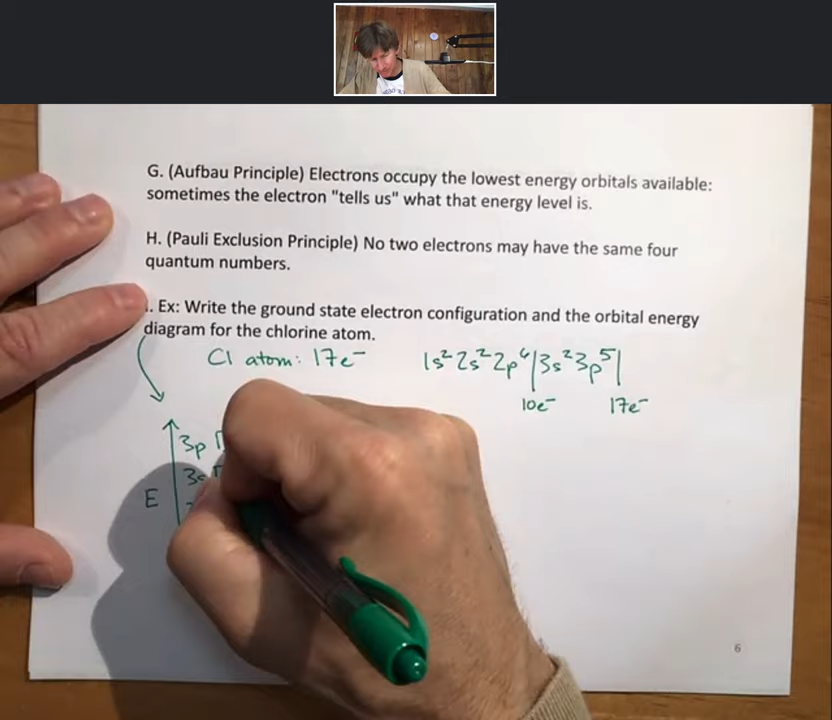 G. (Aufbau Principle) Electrons occupy the lowest energy orbitals available:
sometimes the electron "tells us" what that energy level is.
H. (Pauli Exclusion Principle) No two electrons may have the same four
quantum numbers.
. Ex: Write the ground state electron configuration and the orbital energy
diagram for the chlorine atom.
Cl atom: 17e⁻ 1s²2s²2p⁶|3s²3p⁵|
10e⁻ 17e⁻
3p
3s
E
6